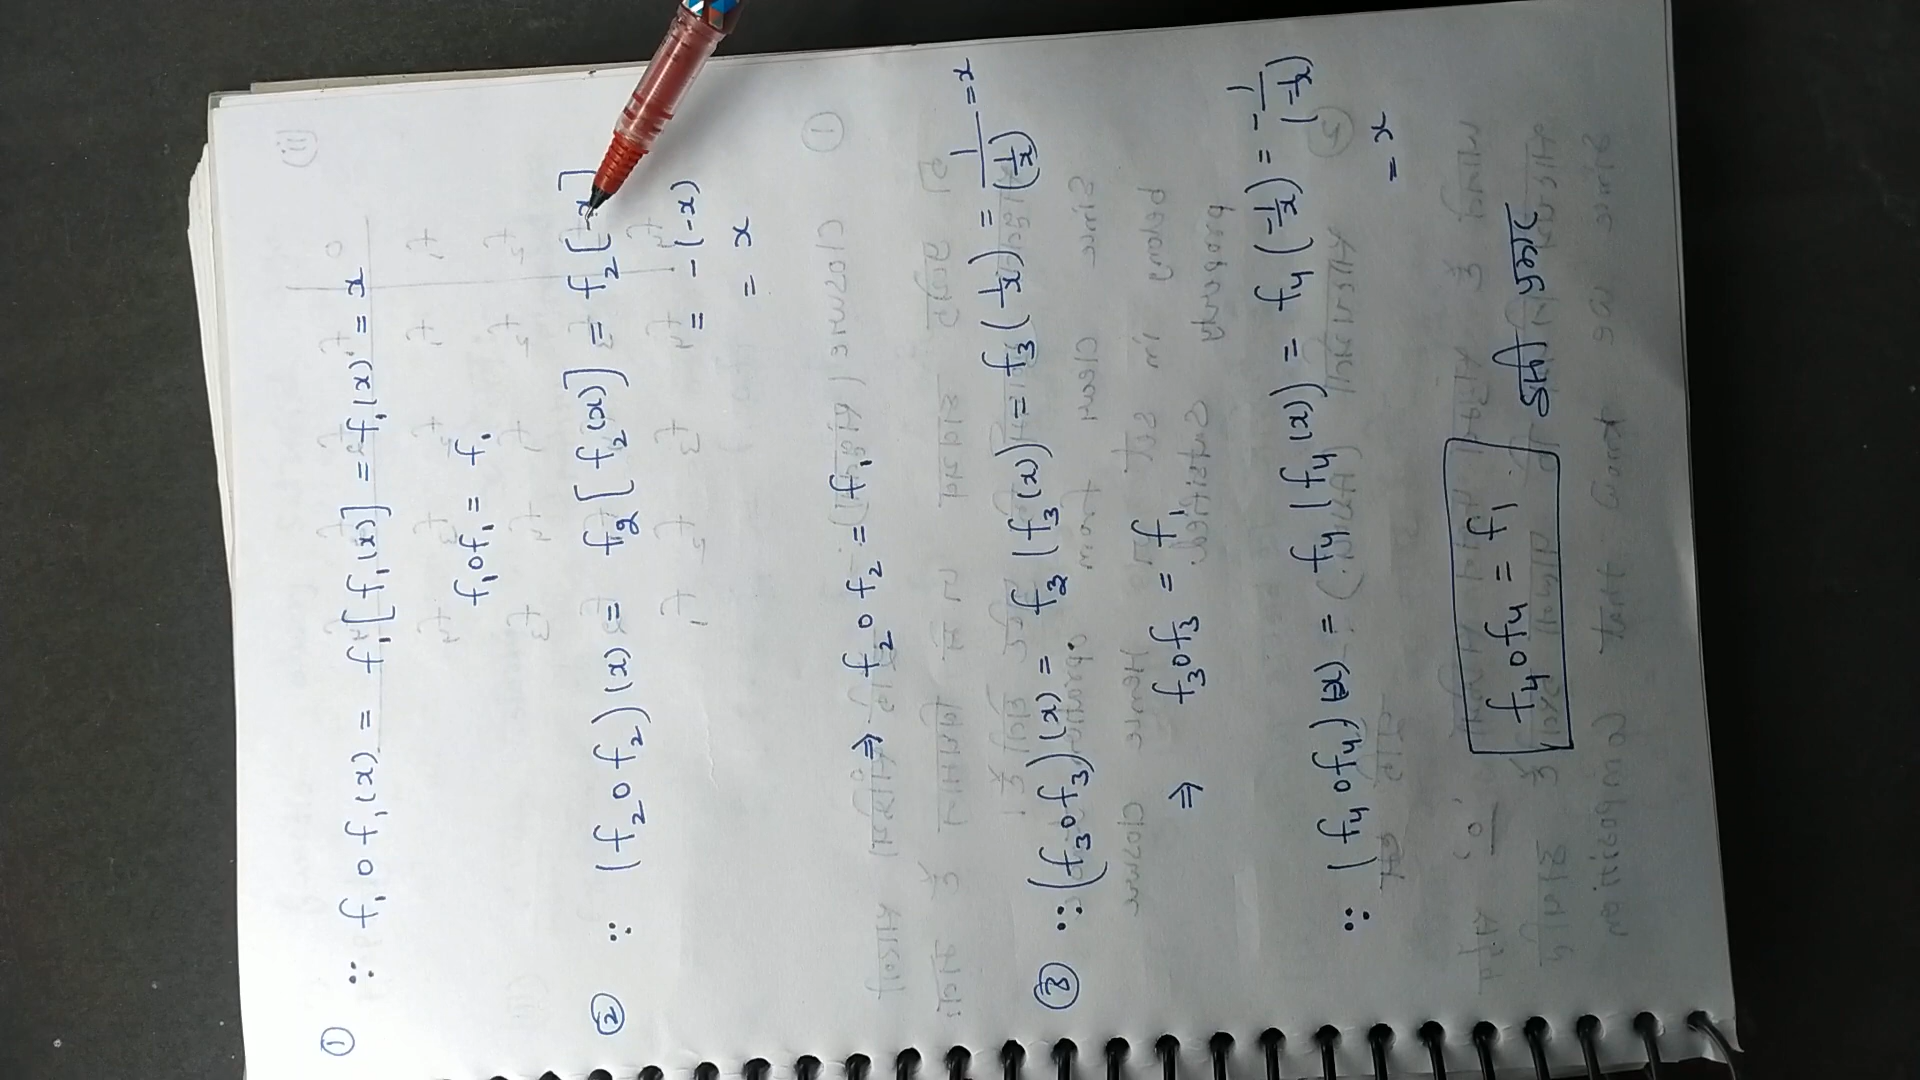 ① ∵ f₁ o f₁(x) = f₁[f₁(x)] = f₁(x) = x
f₁ o f₁ = f₁
② ∵ (f₂ o f₂)(x) = f₂[f₂(x)] = f₂[-x]
= -(-x)
= x
⇒ f₂ o f₂ = f₁
③ ∵ (f₃ o f₃)(x) = f₃(f₃(x)) = f₃(1/x) = 1/(1/x) = x
⇒ f₃ o f₃ = f₁
∵ (f₄ o f₄)(x) = f₄(f₄(x)) = f₄(-1/x) = -1/(-1/x)
= x
f₄ o f₄ = f₁ इसी प्रकार